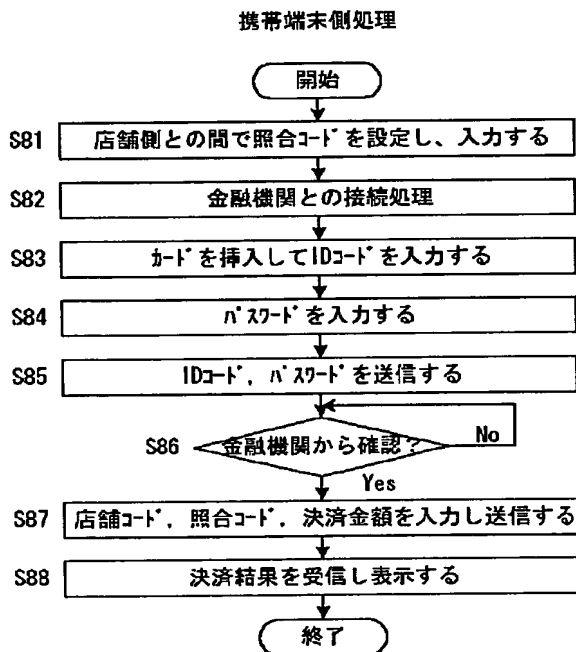 携帯端末側処理
開始
S81 店舗側との間で照合ｺｰﾄﾞを設定し、入力する
S82 金融機関との接続処理
S83 ｶｰﾄﾞを挿入してIDｺｰﾄﾞを入力する
S84 ﾊﾟｽﾜｰﾄﾞを入力する
S85 IDｺｰﾄﾞ，ﾊﾟｽﾜｰﾄﾞを送信する
S86 金融機関から確認？ No
Yes
S87 店舗ｺｰﾄﾞ，照合ｺｰﾄﾞ，決済金額を入力し送信する
S88 決済結果を受信し表示する
終了